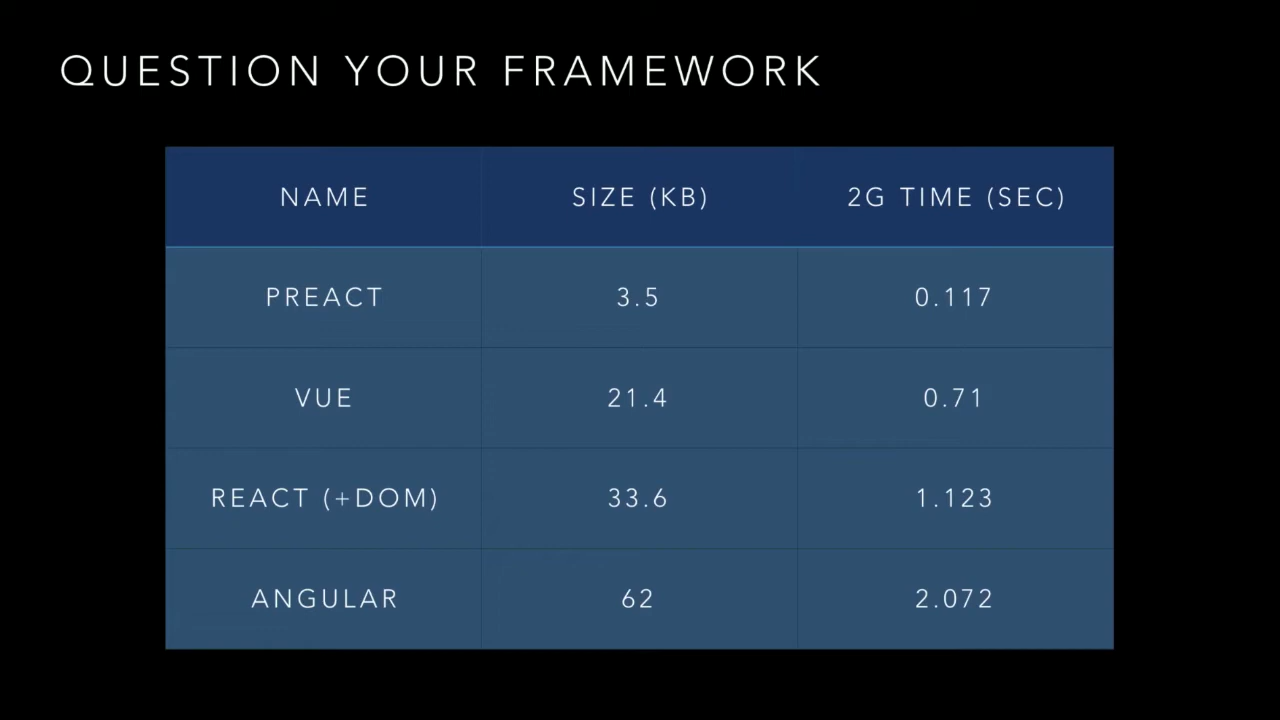 QUESTION YOUR FRAMEWORK
NAME SIZE (KB) 2G TIME (SEC)
PREACT 3.5 0.117
VUE 21.4 0.71
REACT (+DOM) 33.6 1.123
ANGULAR 62 2.072